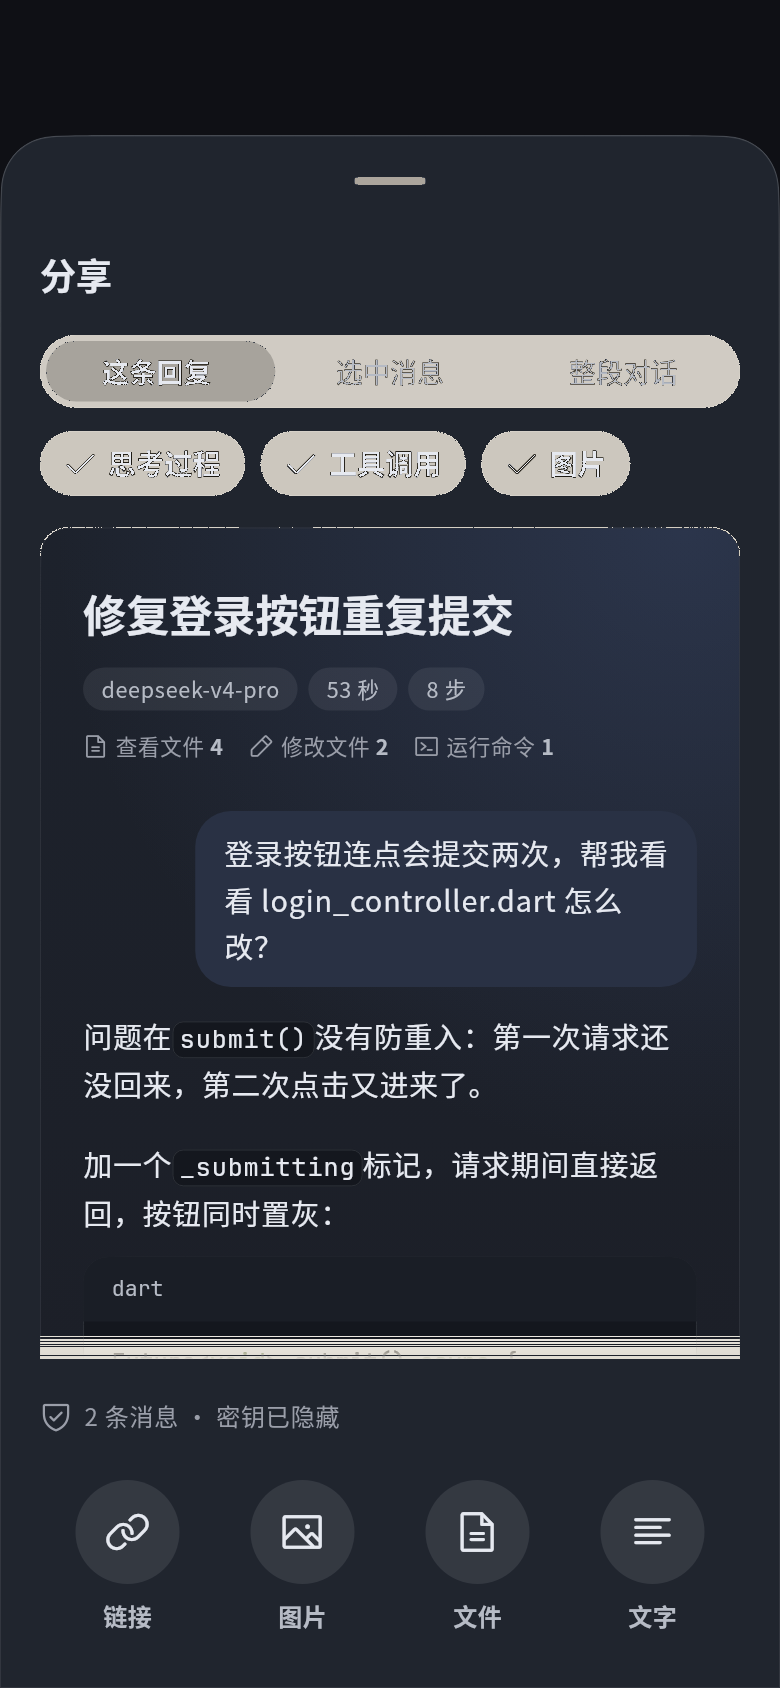 分享
这条回复 选中消息 整段对话
思考过程 工具调用 图片
修复登录按钮重复提交
deepseek-v4-pro 53 秒 8 步
查看文件 4 修改文件 2 运行命令 1
登录按钮连点会提交两次，帮我看
看 login_controller.dart 怎么
改？
问题在 submit() 没有防重入：第一次请求还
没回来，第二次点击又进来了。
加一个 _submitting 标记，请求期间直接返
回，按钮同时置灰：
dart
2 条消息 · 密钥已隐藏
链接 图片 文件 文字